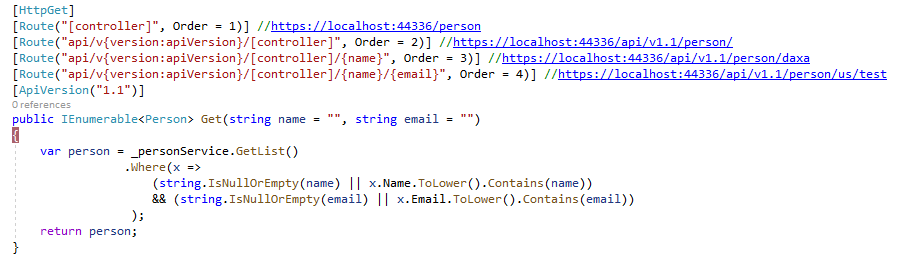 [HttpGet]
[Route("[controller]", Order = 1)] //https://localhost:44336/person
[Route("api/v{version:apiVersion}/[controller]", Order = 2)] //https://localhost:44336/api/v1.1/person/
[Route("api/v{version:apiVersion}/[controller]/{name}", Order = 3)] //https://localhost:44336/api/v1.1/person/daxa
[Route("api/v{version:apiVersion}/[controller]/{name}/{email}", Order = 4)] //https://localhost:44336/api/v1.1/person/us/test
[ApiVersion("1.1")]
0 references
public IEnumerable<Person> Get(string name = "", string email = "")
{
    var person = _personService.GetList()
                .Where(x =>
                    (string.IsNullOrEmpty(name) || x.Name.ToLower().Contains(name))
                    && (string.IsNullOrEmpty(email) || x.Email.ToLower().Contains(email))
                 );
    return person;
}